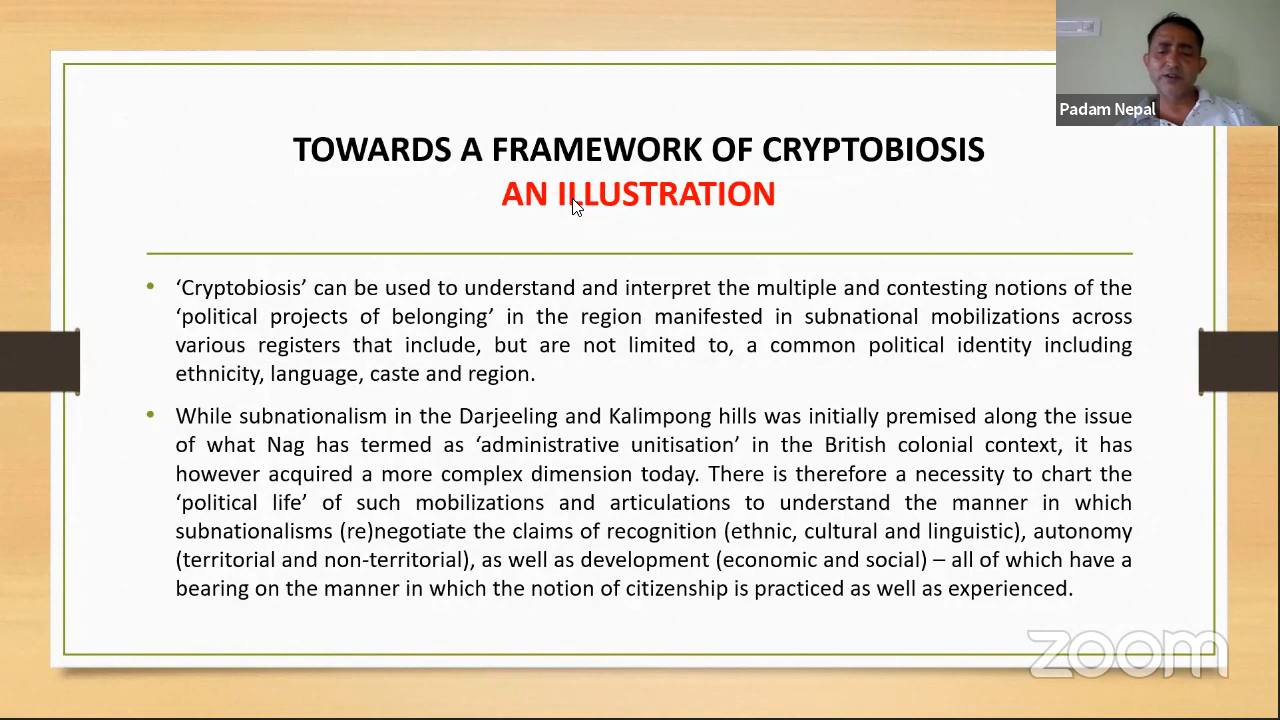 Padam Nepal
TOWARDS A FRAMEWORK OF CRYPTOBIOSIS
AN ILLUSTRATION
• ‘Cryptobiosis’ can be used to understand and interpret the multiple and contesting notions of the
‘political projects of belonging’ in the region manifested in subnational mobilizations across
various registers that include, but are not limited to, a common political identity including
ethnicity, language, caste and region.
• While subnationalism in the Darjeeling and Kalimpong hills was initially premised along the issue
of what Nag has termed as ‘administrative unitisation’ in the British colonial context, it has
however acquired a more complex dimension today. There is therefore a necessity to chart the
‘political life’ of such mobilizations and articulations to understand the manner in which
subnationalisms (re)negotiate the claims of recognition (ethnic, cultural and linguistic), autonomy
(territorial and non-territorial), as well as development (economic and social) – all of which have a
bearing on the manner in which the notion of citizenship is practiced as well as experienced.
zoom